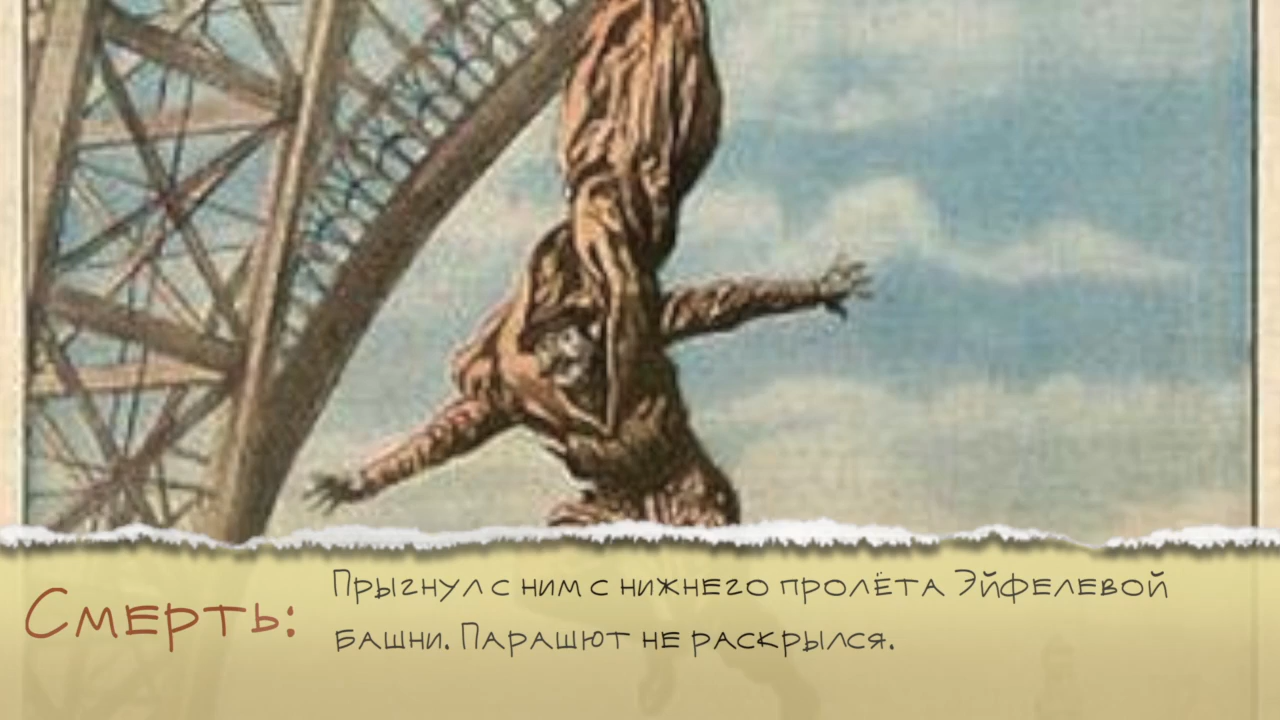 Смерть:
Прыгнул с ним с нижнего пролёта Эйфелевой
башни. Парашют не раскрылся.